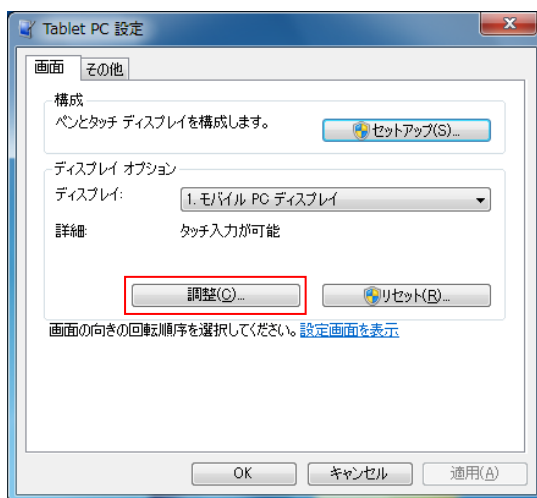 Tablet PC 設定
画面 その他
構成
ペンとタッチ ディスプレイを構成します。 セットアップ(S)...
ディスプレイ オプション
ディスプレイ: 1. モバイル PC ディスプレイ
詳細: タッチ入力が可能
調整(C)... リセット(R)...
画面の向きの回転順序を選択してください。設定画面を表示
OK キャンセル 適用(A)